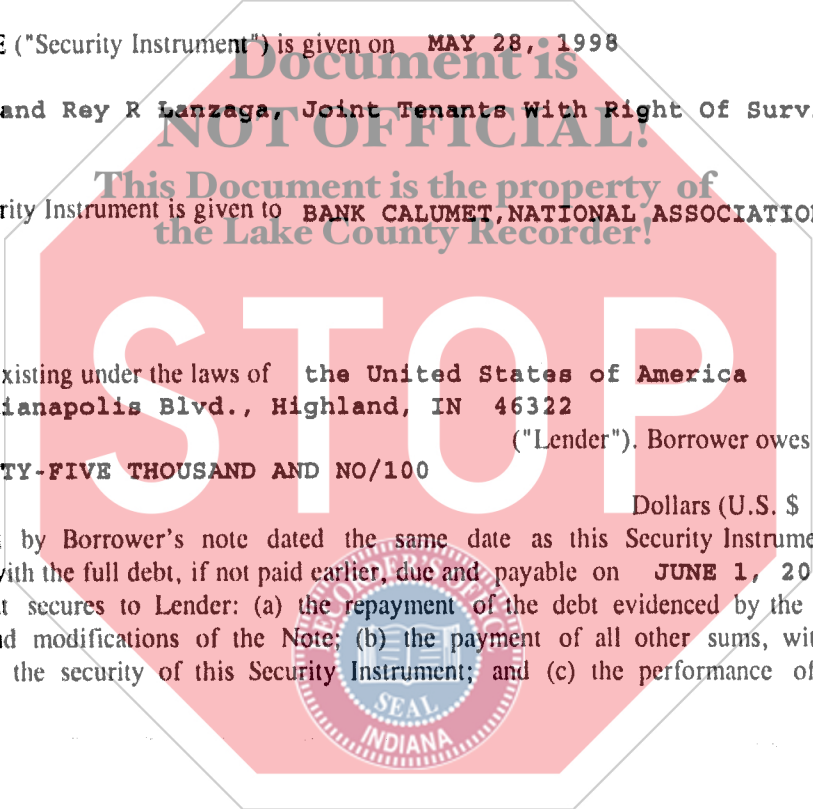 E ("Security Instrument") is given on MAY 28, 1998
Document is
and Rey R Lanzaga, Joint Tenants With Right Of Surv
NOT OFFICIAL!
This Document is the property of
rity Instrument is given to BANK CALUMET,NATIONAL ASSOCIATION
the Lake County Recorder!
STOP
xisting under the laws of the United States of America
ianapolis Blvd., Highland, IN 46322
("Lender"). Borrower owes
TY-FIVE THOUSAND AND NO/100
Dollars (U.S. $
by Borrower's note dated the same date as this Security Instrume
ith the full debt, if not paid earlier, due and payable on JUNE 1, 20
t secures to Lender: (a) the repayment of the debt evidenced by the
nd modifications of the Note; (b) the payment of all other sums, wit
the security of this Security Instrument; and (c) the performance of
RECORDER'S OFFICE
SEAL
INDIANA